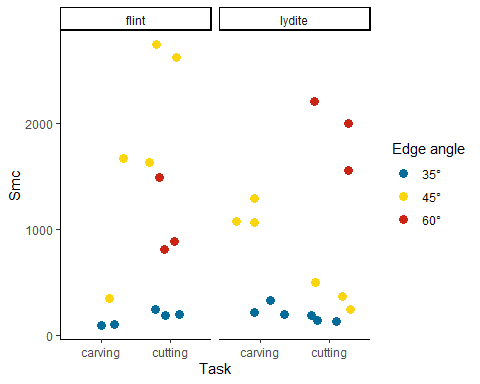 flint
lydite
Smc
2000
1000
0
carving
cutting
carving
cutting
Task
Edge angle
35°
45°
60°